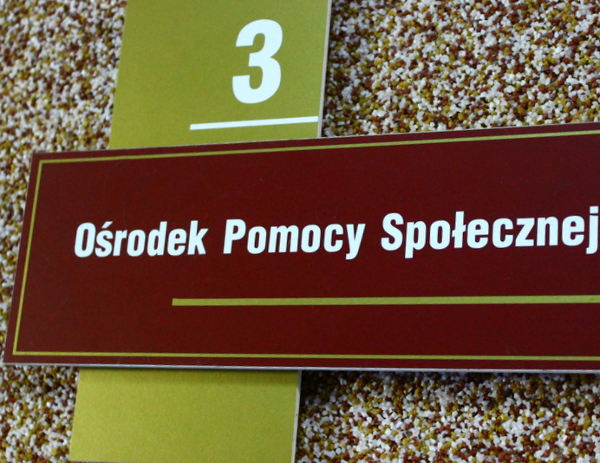 3
Ośrodek Pomocy Społecznej